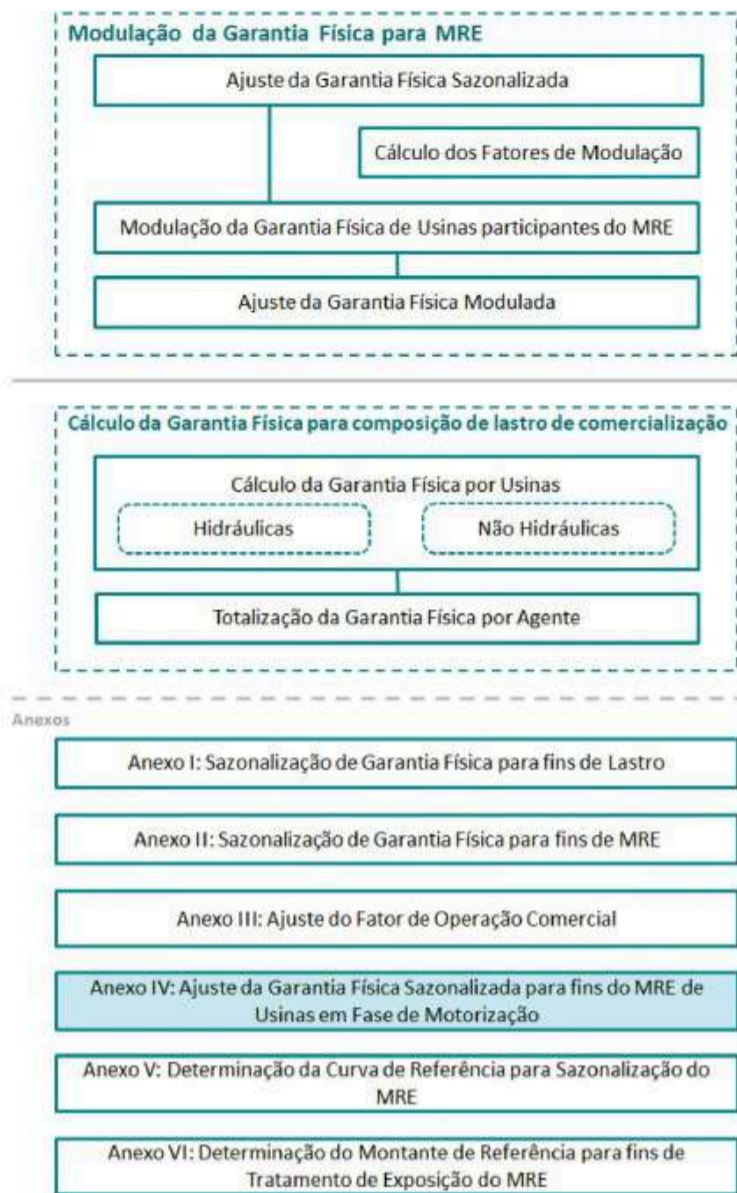 Modulação da Garantia Física para MRE
Ajuste da Garantia Física Sazonalizada
Cálculo dos Fatores de Modulação
Modulação da Garantia Física de Usinas participantes do MRE
Ajuste da Garantia Física Modulada
Cálculo da Garantia Física para composição de lastro de comercialização
Cálculo da Garantia Física por Usinas
Hidráulicas
Não Hidráulicas
Totalização da Garantia Física por Agente
Anexos
Anexo I: Sazonalização de Garantia Física para fins de Lastro
Anexo II: Sazonalização de Garantia Física para fins de MRE
Anexo III: Ajuste do Fator de Operação Comercial
Anexo IV: Ajuste da Garantia Física Sazonalizada para fins do MRE de
Usinas em Fase de Motorização
Anexo V: Determinação da Curva de Referência para Sazonalização do
MRE
Anexo VI: Determinação do Montante de Referência para fins de
Tratamento de Exposição do MRE